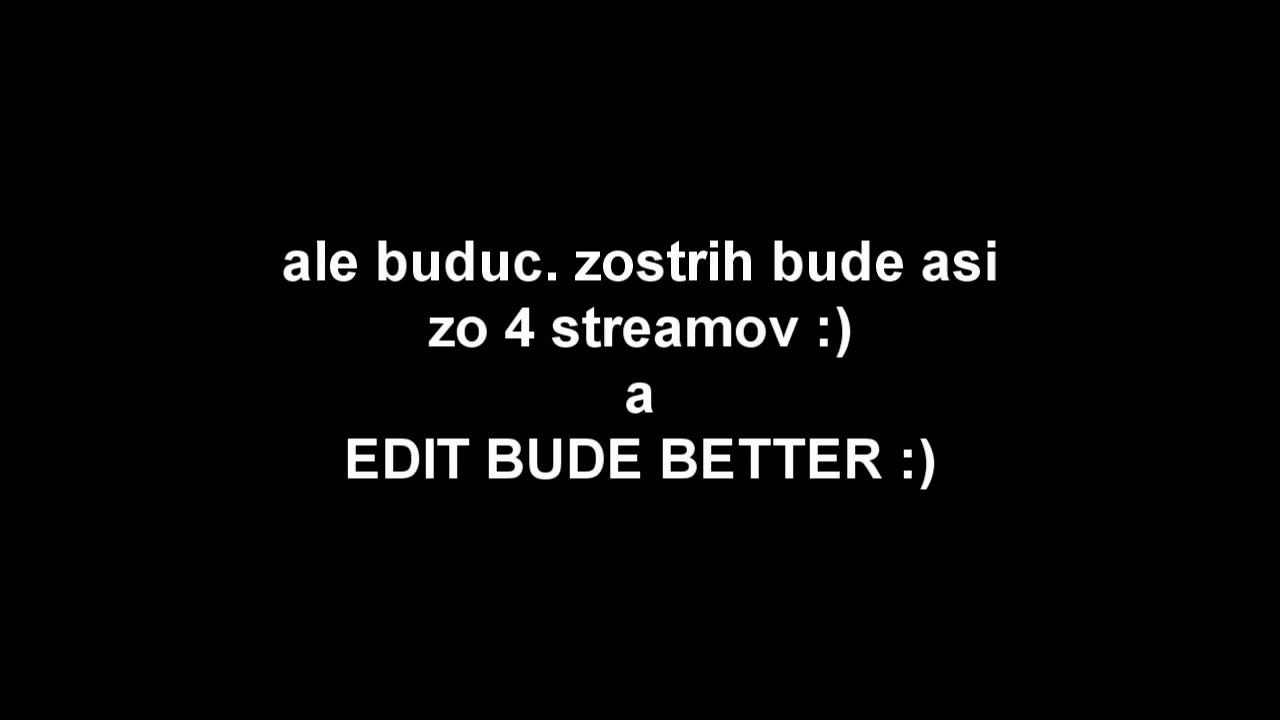 ale buduc. zostrih bude asi
zo 4 streamov :)
a
EDIT BUDE BETTER :)